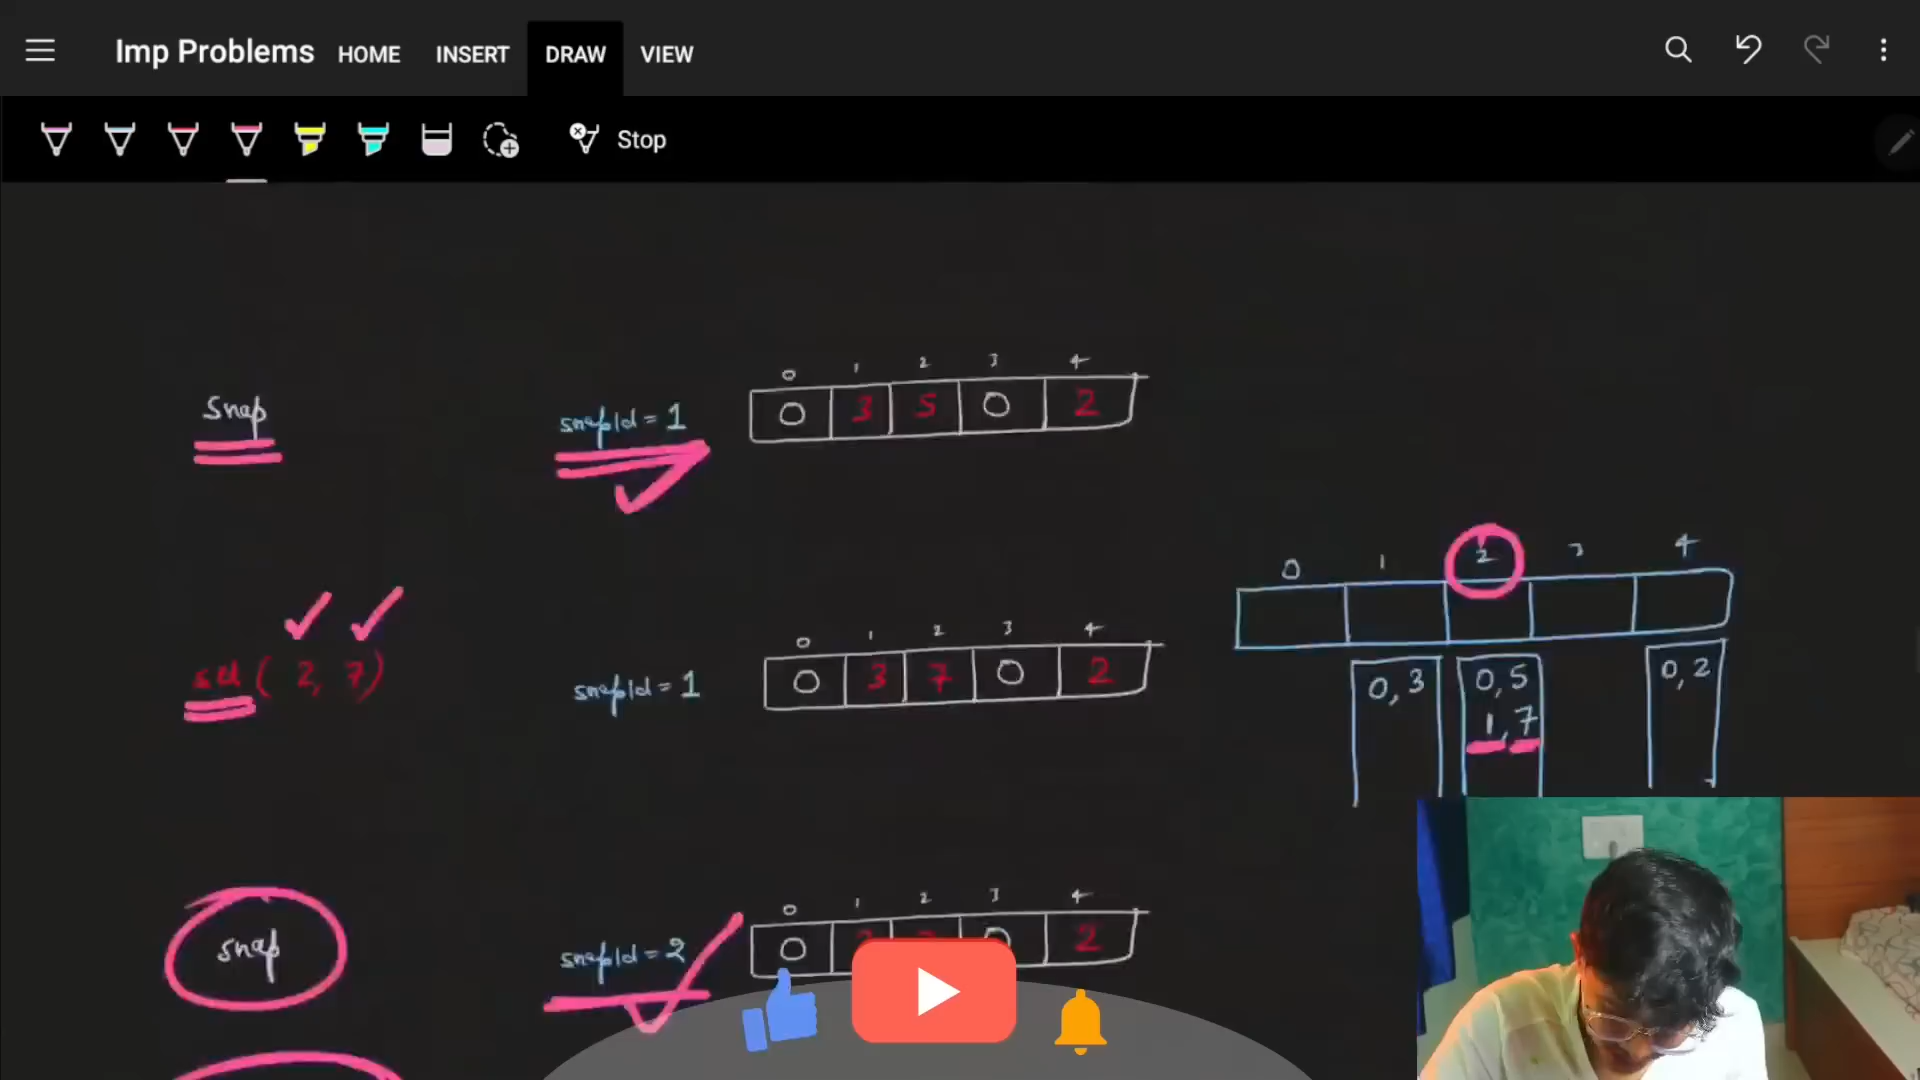 Imp Problems HOME INSERT DRAW VIEW
Stop
0 1 2 3 4
Snap snapId = 1 0 3 5 0 2
0 1 2 3 4
0 1 2 3 4
set( 2, 7) snapId = 1 0 3 7 0 2
0, 3 0, 5 0, 2
1, 7
0 1 2 3 4
snap snapId = 2 0 0 2